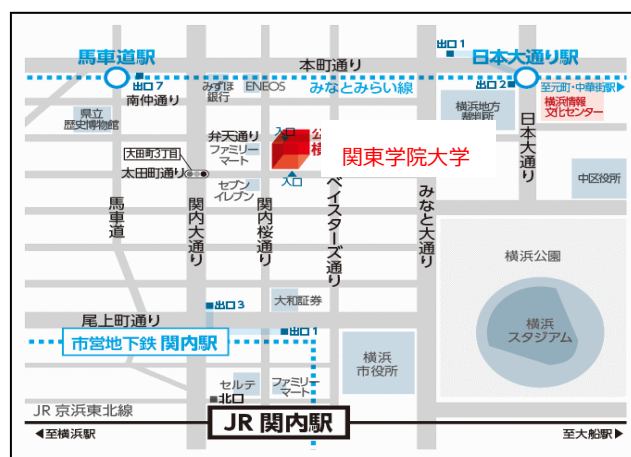 馬車道駅
本町通り
出口1
日本大通り駅
出口7
みなとみらい線
出口2
至元町・中華街駅▶
南仲通り
みずほ
銀行
ENEOS
県立
歴史博物館
横浜地方
裁判所
横浜情報
文化センター
日本大通り
弁天通り
入口
ファミリー
マート
公
横
関東学院大学
太田町3丁目
太田町通り
入口
セブン
イレブン
中区役所
馬車道
関内大通り
関内桜通り
ベイスターズ通り
みなと大通り
横浜公園
横浜
スタジアム
出口3
大和証券
尾上町通り
出口1
市営地下鉄 関内駅
横浜
市役所
セルテ
ファミリー
マート
北口
JR 京浜東北線
JR 関内駅
◀至横浜駅
至大船駅▶